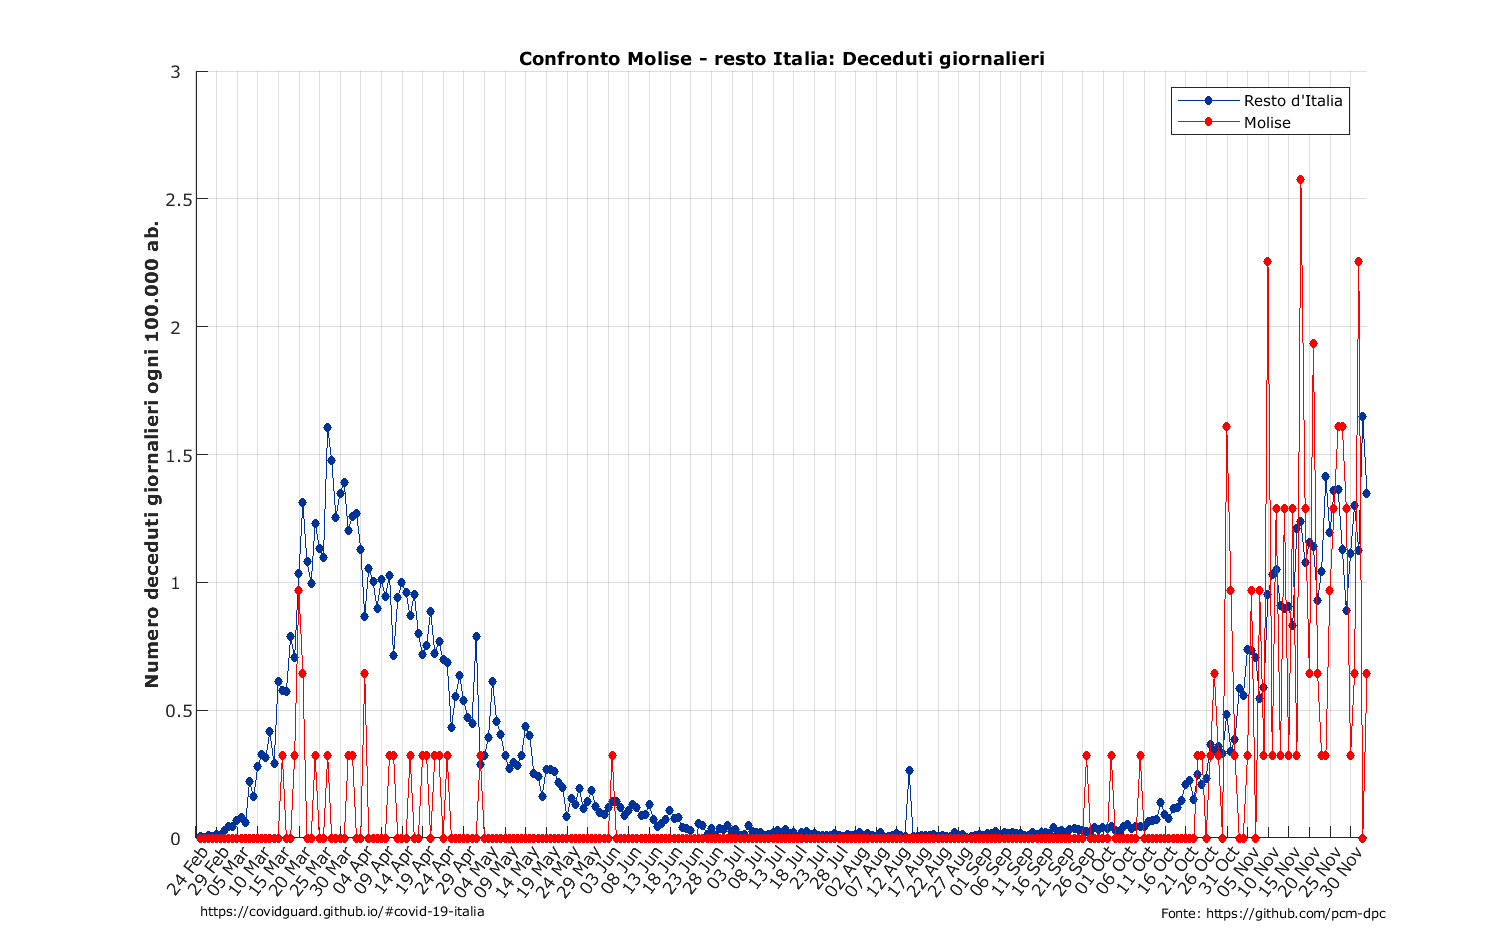 Confronto Molise - resto Italia: Deceduti giornalieri
Resto d'Italia
Molise
Numero deceduti giornalieri ogni 100.000 ab.
3
2.5
2
1.5
1
0.5
0
24 Feb
29 Feb
05 Mar
10 Mar
15 Mar
20 Mar
25 Mar
30 Mar
04 Apr
09 Apr
14 Apr
19 Apr
24 Apr
29 Apr
04 May
09 May
14 May
19 May
24 May
29 May
03 Jun
08 Jun
13 Jun
18 Jun
23 Jun
28 Jun
03 Jul
08 Jul
13 Jul
18 Jul
23 Jul
28 Jul
02 Aug
07 Aug
12 Aug
17 Aug
22 Aug
27 Aug
01 Sep
06 Sep
11 Sep
16 Sep
21 Sep
26 Sep
01 Oct
06 Oct
11 Oct
16 Oct
21 Oct
26 Oct
31 Oct
05 Nov
10 Nov
15 Nov
20 Nov
25 Nov
30 Nov
https://covidguard.github.io/#covid-19-italia
Fonte: https://github.com/pcm-dpc